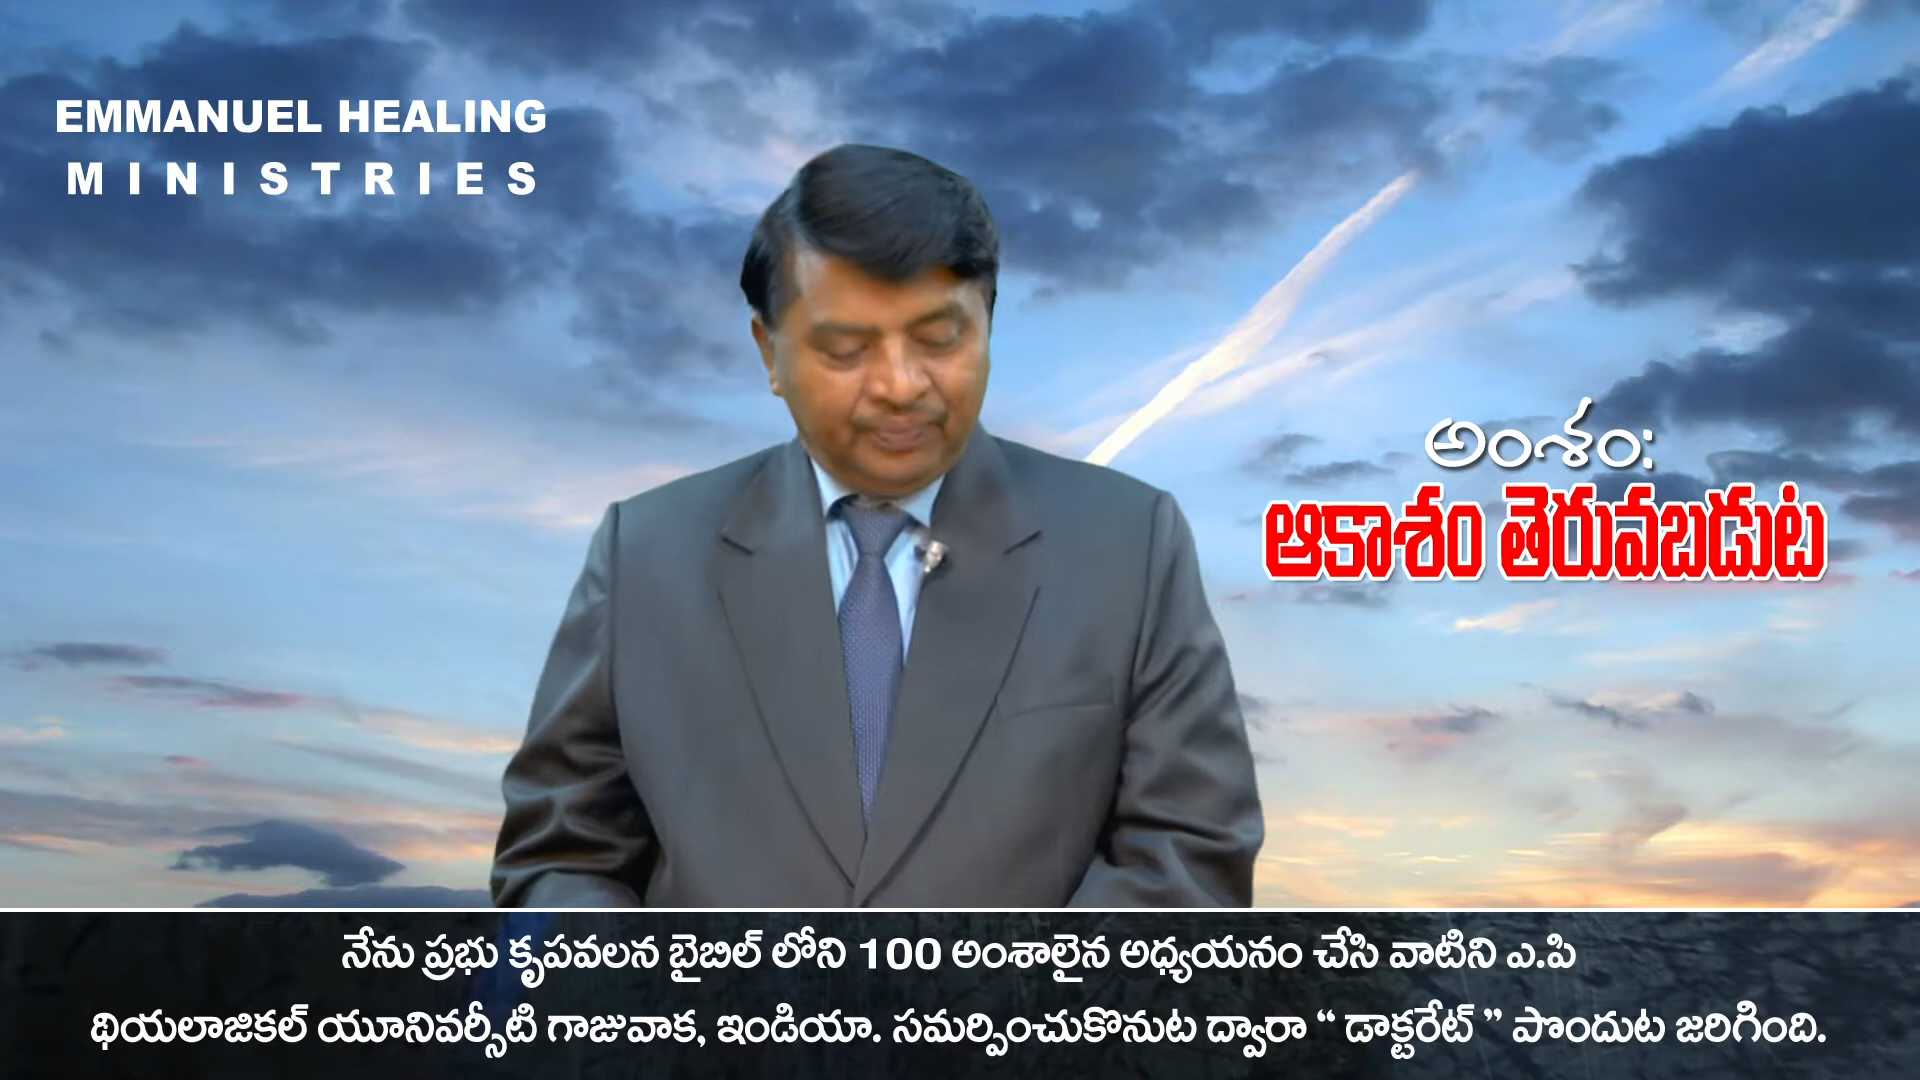 EMMANUEL HEALING
MINISTRIES
అంశం:
ఆకాశం తెరువబడుట
నేను ప్రభు కృపవలన బైబిల్ లోని 100 అంశాలైన అధ్యయనం చేసి వాటిని ఎ.పి
థియలాజికల్ యూనివర్సీటి గాజువాక, ఇండియా. సమర్పించుకొనుట ద్వారా “ డాక్టరేట్ ” పొందుట జరిగింది.